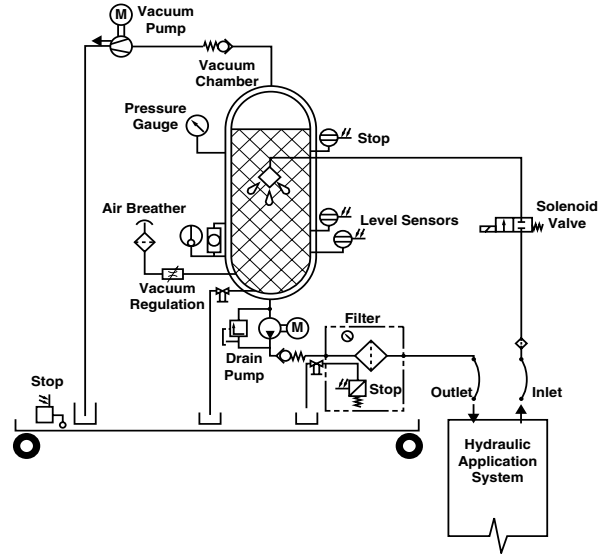 M
Vacuum
Pump
Vacuum
Chamber
Pressure
Gauge
Stop
Air Breather
Level Sensors
Solenoid
Valve
Vacuum
Regulation
Filter
M
Drain
Pump
Stop
Stop
Outlet
Inlet
Hydraulic
Application
System